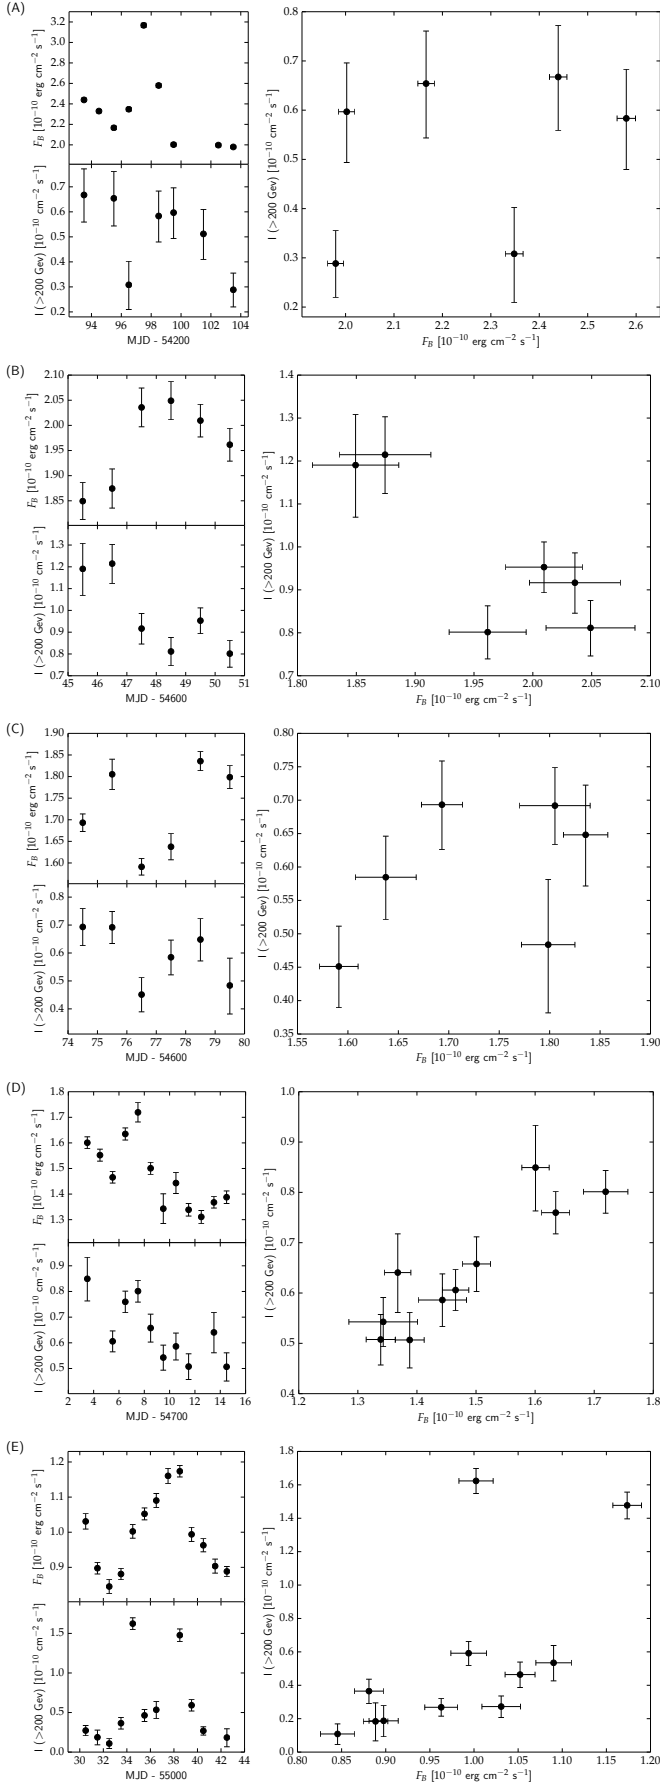 (A)
3.2
2.8
2.4
2.0
F_B [10⁻¹⁰ erg cm⁻² s⁻¹]
0.7
0.6
0.5
0.4
0.3
0.2
I (>200 Gev) [10⁻¹⁰ cm⁻² s⁻¹]
94 96 98 100 102 104
MJD - 54200
0.8
0.7
0.6
0.5
0.4
0.3
0.2
I (>200 Gev) [10⁻¹⁰ cm⁻² s⁻¹]
2.0 2.1 2.2 2.3 2.4 2.5 2.6
F_B [10⁻¹⁰ erg cm⁻² s⁻¹]
(B)
2.10
2.05
2.00
1.95
1.90
1.85
F_B [10⁻¹⁰ erg cm⁻² s⁻¹]
1.3
1.2
1.1
1.0
0.9
0.8
0.7
I (>200 Gev) [10⁻¹⁰ cm⁻² s⁻¹]
45 46 47 48 49 50 51
MJD - 54600
1.4
1.3
1.2
1.1
1.0
0.9
0.8
0.7
I (>200 Gev) [10⁻¹⁰ cm⁻² s⁻¹]
1.80 1.85 1.90 1.95 2.00 2.05 2.10
F_B [10⁻¹⁰ erg cm⁻² s⁻¹]
(C)
1.90
1.85
1.80
1.75
1.70
1.65
1.60
F_B [10⁻¹⁰ erg cm⁻² s⁻¹]
0.8
0.7
0.6
0.5
0.4
I (>200 Gev) [10⁻¹⁰ cm⁻² s⁻¹]
74 75 76 77 78 79 80
MJD - 54600
0.80
0.75
0.70
0.65
0.60
0.55
0.50
0.45
0.40
0.35
I (>200 Gev) [10⁻¹⁰ cm⁻² s⁻¹]
1.55 1.60 1.65 1.70 1.75 1.80 1.85 1.90
F_B [10⁻¹⁰ erg cm⁻² s⁻¹]
(D)
1.8
1.7
1.6
1.5
1.4
1.3
F_B [10⁻¹⁰ erg cm⁻² s⁻¹]
0.9
0.8
0.7
0.6
0.5
I (>200 Gev) [10⁻¹⁰ cm⁻² s⁻¹]
2 4 6 8 10 12 14 16
MJD - 54700
1.0
0.9
0.8
0.7
0.6
0.5
0.4
I (>200 Gev) [10⁻¹⁰ cm⁻² s⁻¹]
1.2 1.3 1.4 1.5 1.6 1.7 1.8
F_B [10⁻¹⁰ erg cm⁻² s⁻¹]
(E)
1.2
1.1
1.0
0.9
F_B [10⁻¹⁰ erg cm⁻² s⁻¹]
1.5
1.0
0.5
0.0
I (>200 Gev) [10⁻¹⁰ cm⁻² s⁻¹]
30 32 34 36 38 40 42 44
MJD - 55000
1.8
1.6
1.4
1.2
1.0
0.8
0.6
0.4
0.2
0.0
I (>200 Gev) [10⁻¹⁰ cm⁻² s⁻¹]
0.80 0.85 0.90 0.95 1.00 1.05 1.10 1.15 1.20
F_B [10⁻¹⁰ erg cm⁻² s⁻¹]